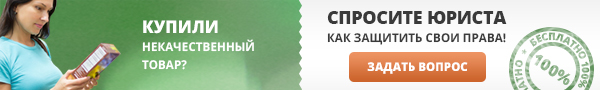 КУПИЛИ
НЕКАЧЕСТВЕННЫЙ
ТОВАР?
СПРОСИТЕ ЮРИСТА
КАК ЗАЩИТИТЬ СВОИ ПРАВА!
ЗАДАТЬ ВОПРОС
БЕСПЛАТНО
100%